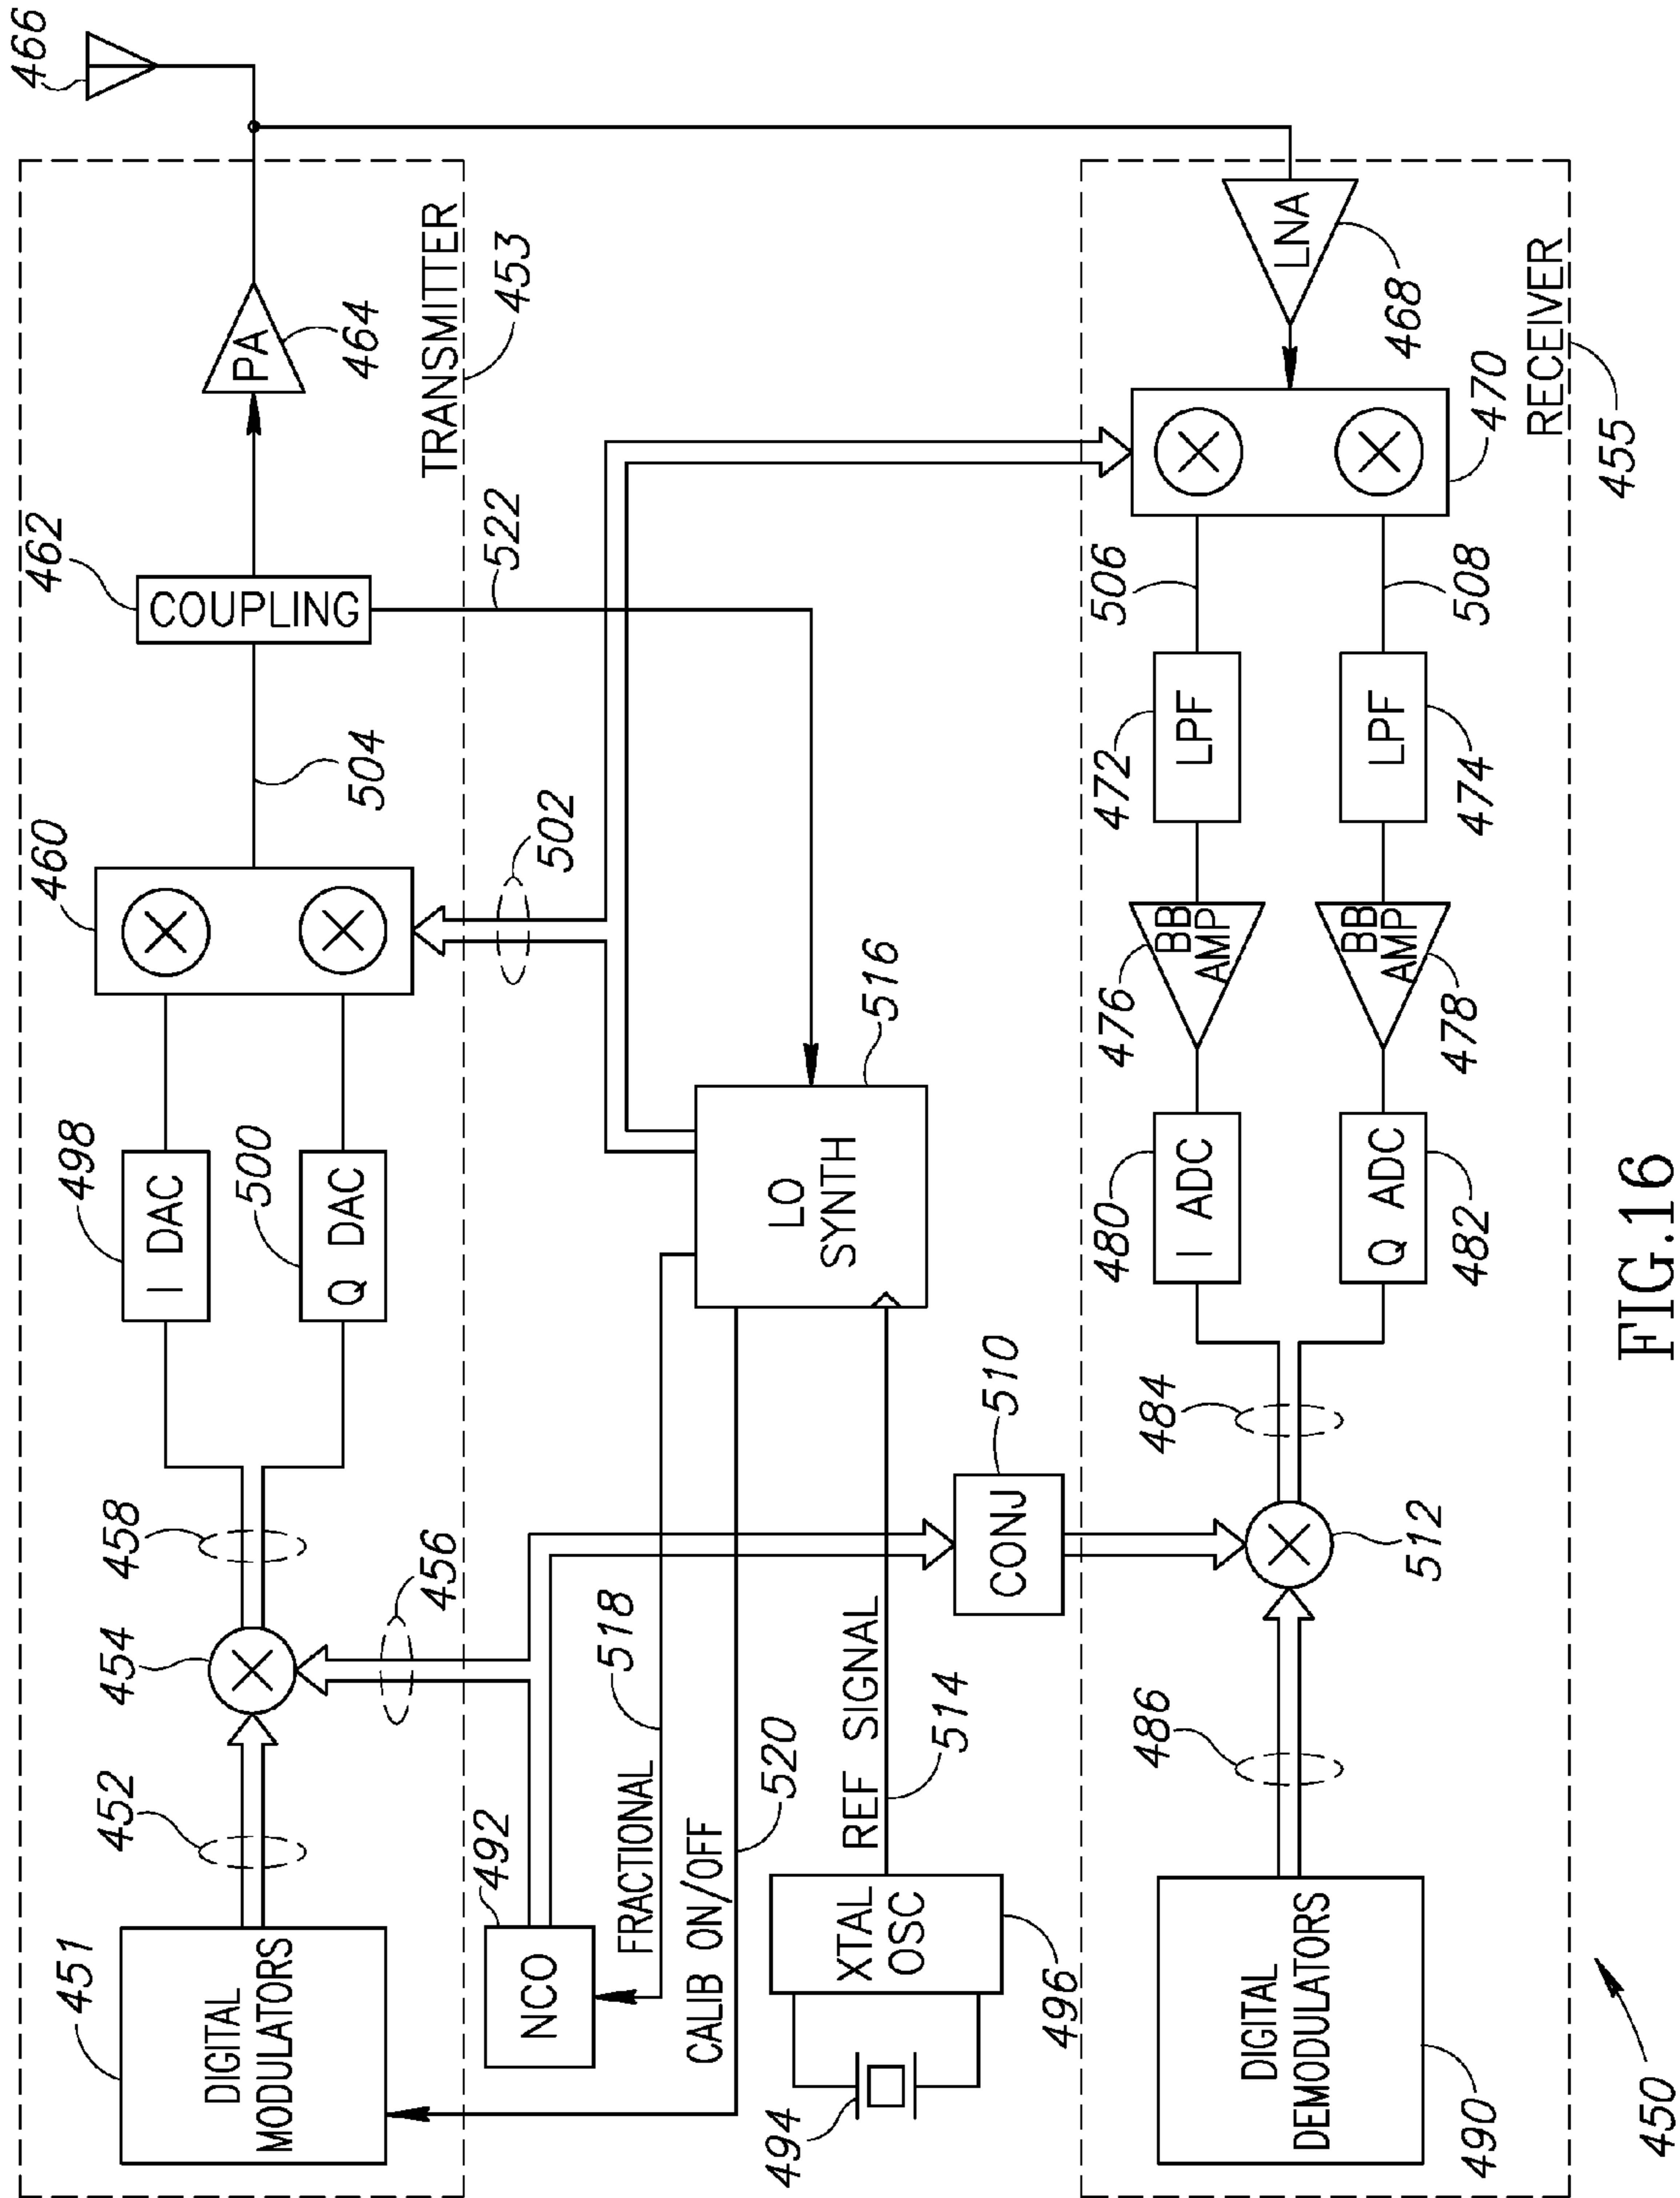 466
TRANSMITTER
453
PA
464
462
COUPLING
522
504
460
502
498
I DAC
500
Q DAC
458
454
456
452
451
DIGITAL
MODULATORS
492
NCO
FRACTIONAL
518
CALIB ON/OFF
520
LO
SYNTH
516
REF SIGNAL
514
XTAL
OSC
496
494
CONJ
510
512
LNA
468
RECEIVER
455
470
506
508
LPF
472
LPF
474
BB
AMP
476
BB
AMP
478
I ADC
480
Q ADC
482
484
486
DIGITAL
DEMODULATORS
490
450
FIG.16